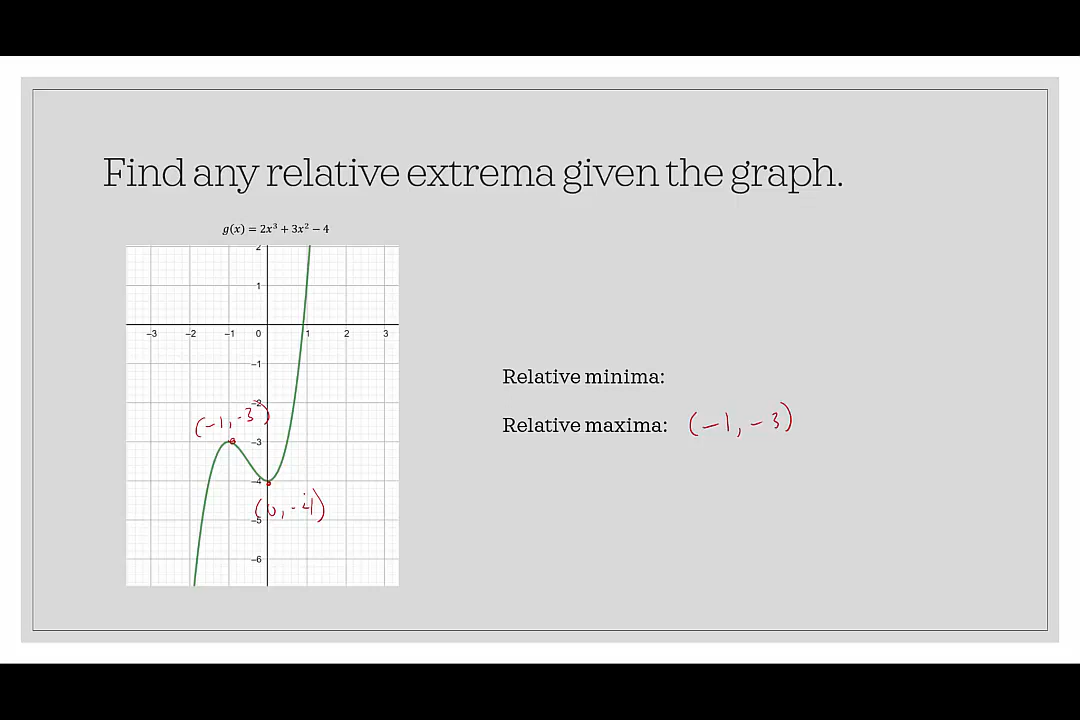 Find any relative extrema given the graph.
g(x) = 2x³ + 3x² − 4
2
1
−3 −2 −1 0 1 2 3
−1
−2
(−1, −3)
−3
−4
(0, −4)
−5
−6
Relative minima:
Relative maxima: (−1, −3)